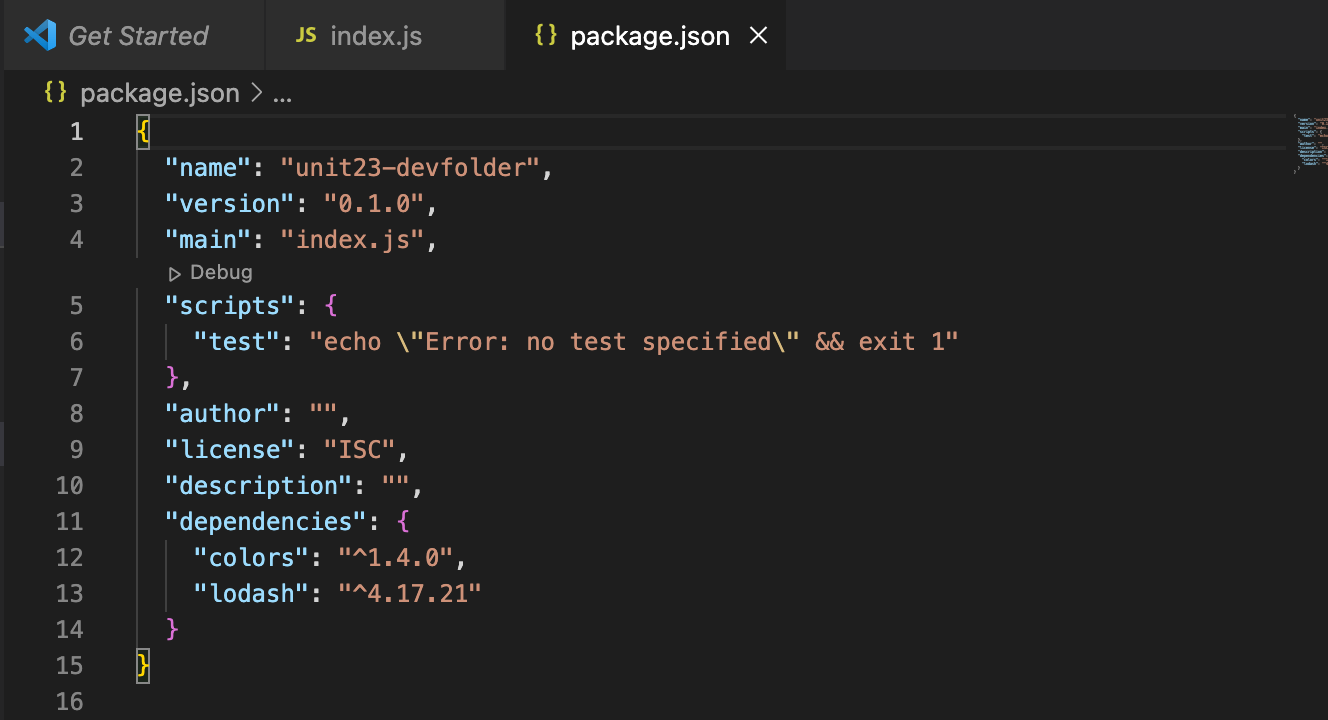 Get Started
JS index.js
{} package.json ×
{} package.json > ...
1 {
2 "name": "unit23-devfolder",
3 "version": "0.1.0",
4 "main": "index.js",
Debug
5 "scripts": {
6 "test": "echo \"Error: no test specified\" && exit 1"
7 },
8 "author": "",
9 "license": "ISC",
10 "description": "",
11 "dependencies": {
12 "colors": "^1.4.0",
13 "lodash": "^4.17.21"
14 }
15 }
16